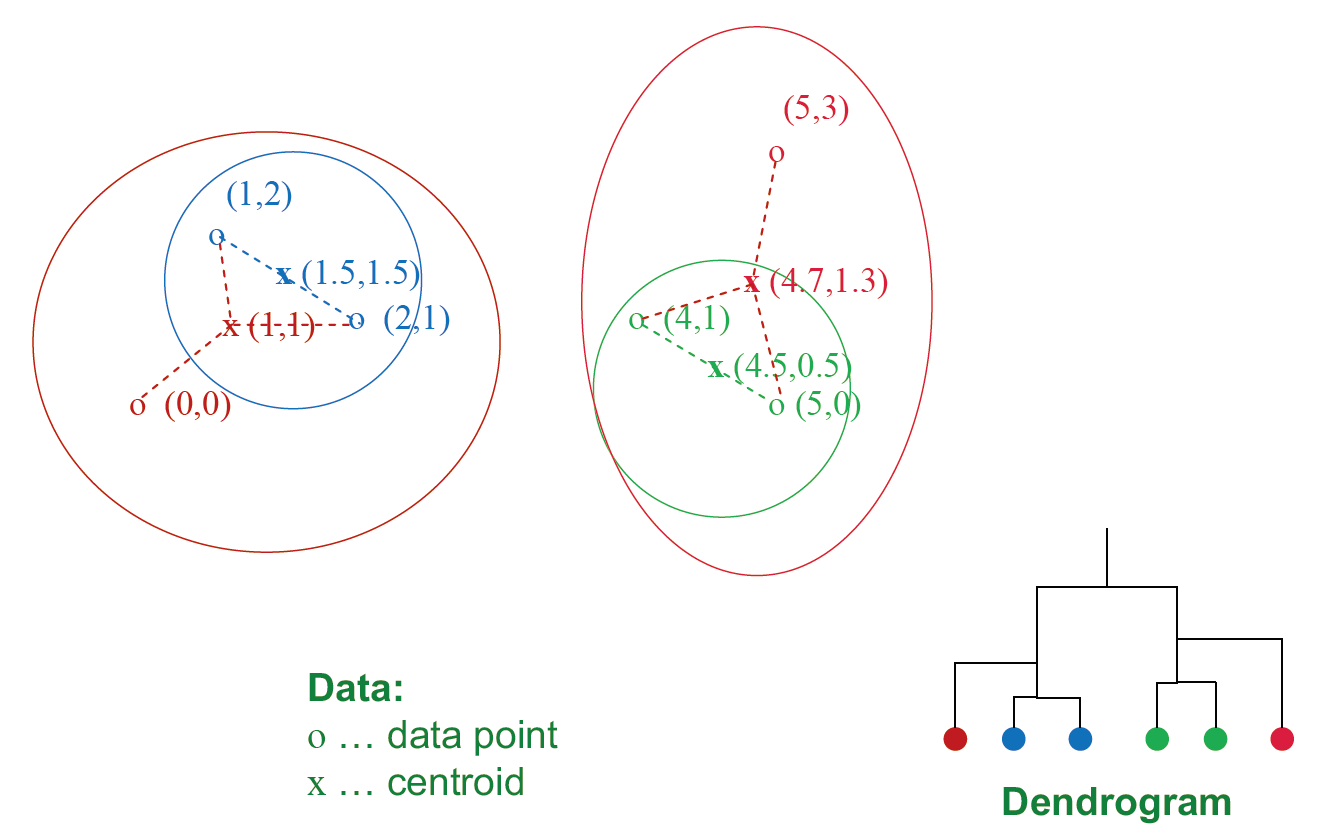 (5,3)
o
(1,2)
o
x (1.5,1.5)
x (4.7,1.3)
o (2,1)
x (1,1)
o (4,1)
x (4.5,0.5)
o (0,0)
o (5,0)
Data:
o … data point
x … centroid
Dendrogram